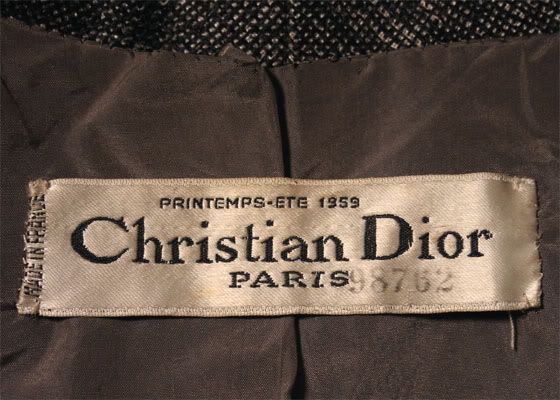 PRINTEMPS-ETE 1959
Christian Dior
PARIS 98762
MADE IN FRANCE